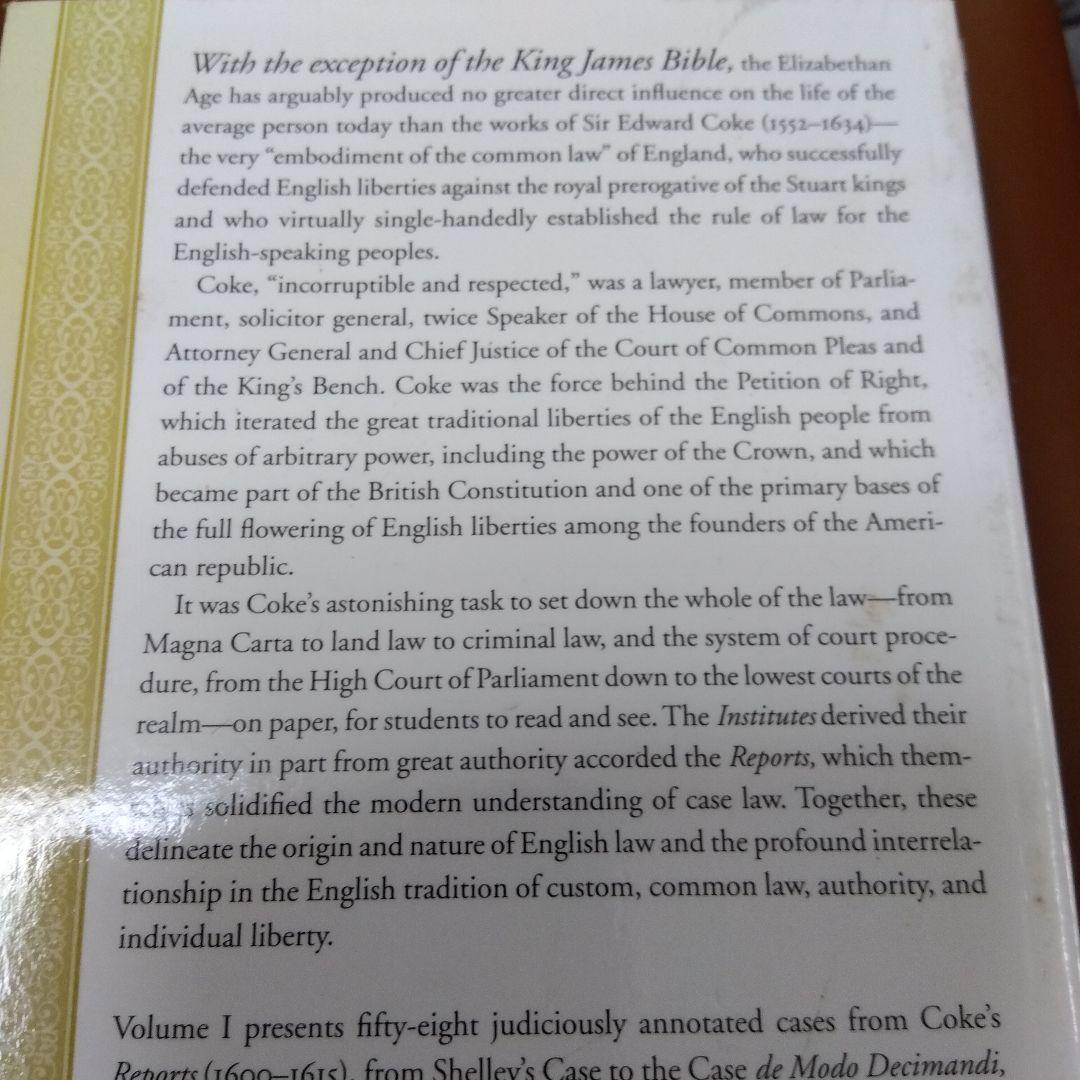 With the exception of the King James Bible, the Elizabethan
Age has arguably produced no greater direct influence on the life of the
average person today than the works of Sir Edward Coke (1552–1634)—
the very “embodiment of the common law” of England, who successfully
defended English liberties against the royal prerogative of the Stuart kings
and who virtually single-handedly established the rule of law for the
English-speaking peoples.
Coke, “incorruptible and respected,” was a lawyer, member of Parlia-
ment, solicitor general, twice Speaker of the House of Commons, and
Attorney General and Chief Justice of the Court of Common Pleas and
of the King’s Bench. Coke was the force behind the Petition of Right,
which iterated the great traditional liberties of the English people from
abuses of arbitrary power, including the power of the Crown, and which
became part of the British Constitution and one of the primary bases of
the full flowering of English liberties among the founders of the Ameri-
can republic.
It was Coke’s astonishing task to set down the whole of the law—from
Magna Carta to land law to criminal law, and the system of court proce-
dure, from the High Court of Parliament down to the lowest courts of the
realm—on paper, for students to read and see. The Institutes derived their
authority in part from great authority accorded the Reports, which them-
solidified the modern understanding of case law. Together, these
delineate the origin and nature of English law and the profound interrela-
tionship in the English tradition of custom, common law, authority, and
individual liberty.
Volume I presents fifty-eight judiciously annotated cases from Coke’s
Reports (1600–1615), from Shelley’s Case to the Case de Modo Decimandi,